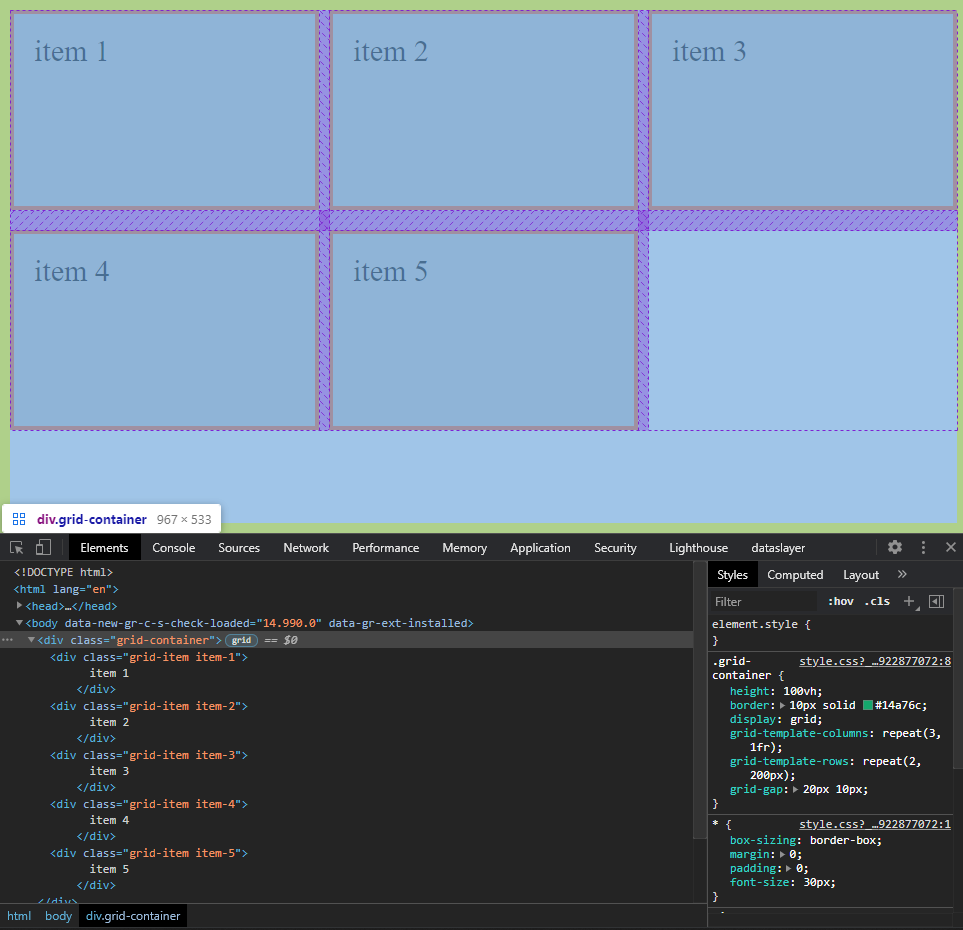 item 1
item 2
item 3
item 4
item 5
div.grid-container 967 × 533
Elements Console Sources Network Performance Memory Application Security Lighthouse dataslayer
<!DOCTYPE html>
<html lang="en">
<head>…</head>
<body data-new-gr-c-s-check-loaded="14.990.0" data-gr-ext-installed>
<div class="grid-container"> grid == $0
<div class="grid-item item-1">
item 1
</div>
<div class="grid-item item-2">
item 2
</div>
<div class="grid-item item-3">
item 3
</div>
<div class="grid-item item-4">
item 4
</div>
<div class="grid-item item-5">
item 5
</div>
</div>
html body div.grid-container
Styles Computed Layout »
Filter :hov .cls +
element.style {
}
.grid- style.css?_…922877072:8
container {
height: 100vh;
border: 10px solid #14a76c;
display: grid;
grid-template-columns: repeat(3,
1fr);
grid-template-rows: repeat(2,
200px);
grid-gap: 20px 10px;
}
* { style.css?_…922877072:1
box-sizing: border-box;
margin: 0;
padding: 0;
font-size: 30px;
}